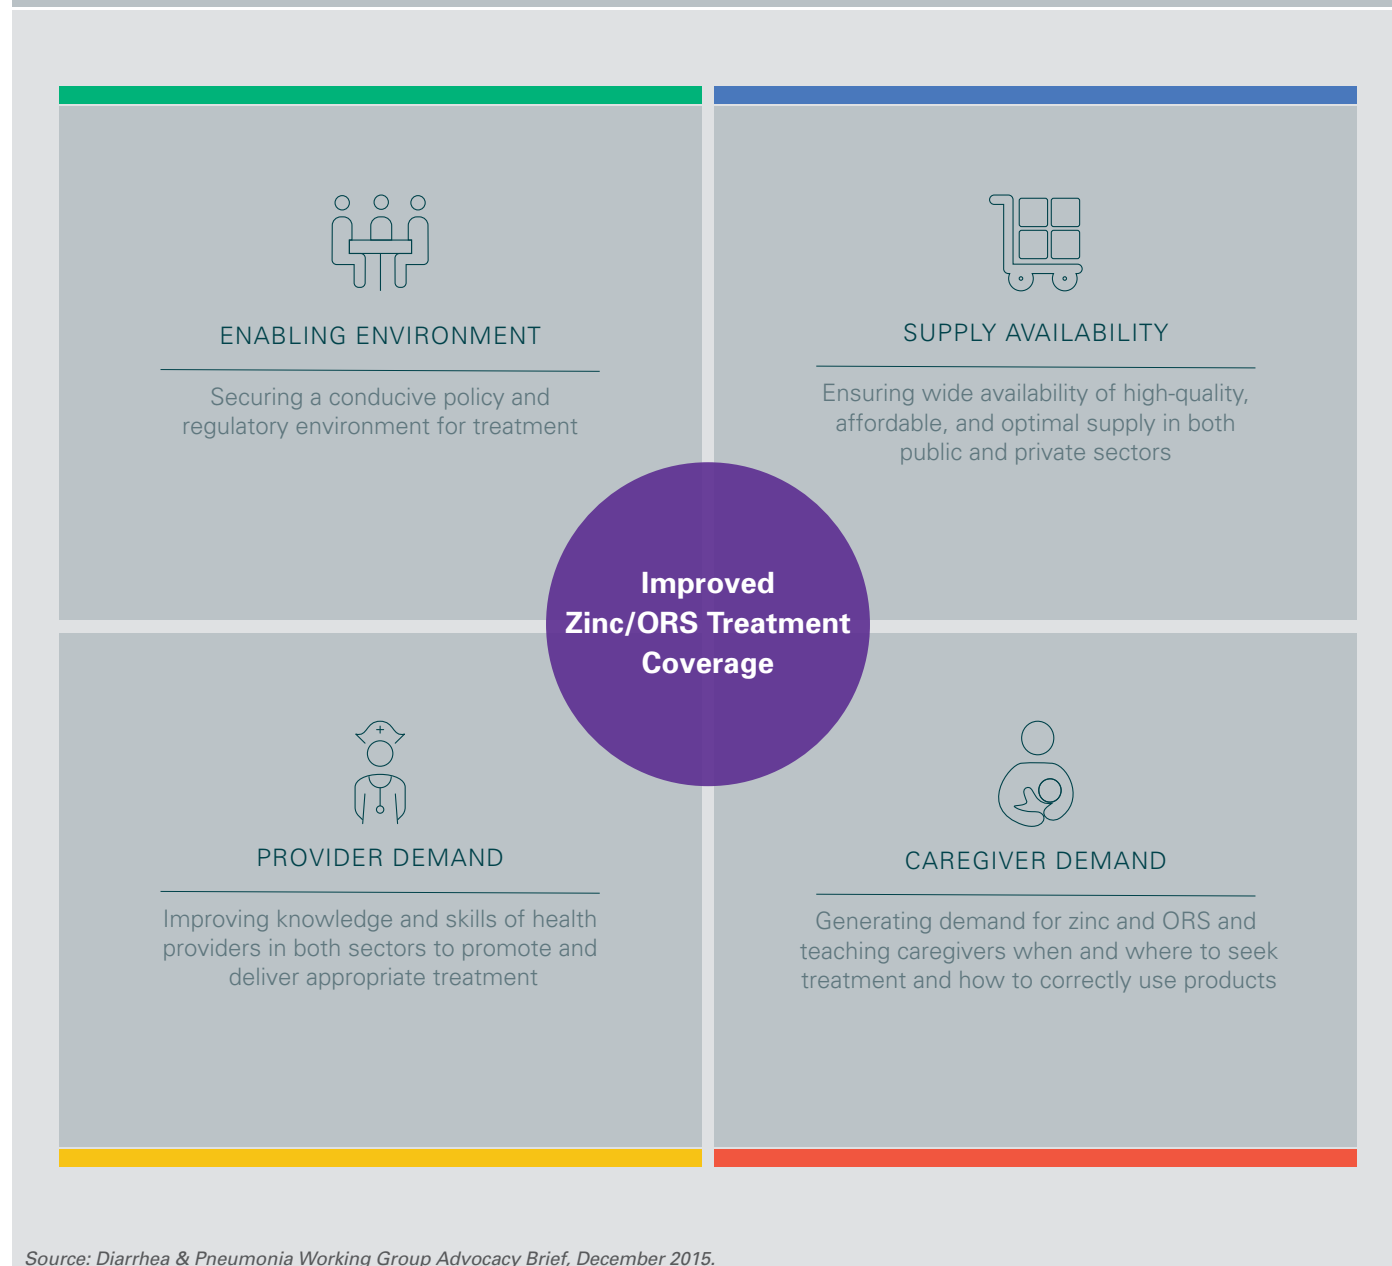 ENABLING ENVIRONMENT
Securing a conducive policy and
regulatory environment for treatment
SUPPLY AVAILABILITY
Ensuring wide availability of high-quality,
affordable, and optimal supply in both
public and private sectors
Improved
Zinc/ORS Treatment
Coverage
PROVIDER DEMAND
Improving knowledge and skills of health
providers in both sectors to promote and
deliver appropriate treatment
CAREGIVER DEMAND
Generating demand for zinc and ORS and
teaching caregivers when and where to seek
treatment and how to correctly use products
Source: Diarrhea & Pneumonia Working Group Advocacy Brief, December 2015.